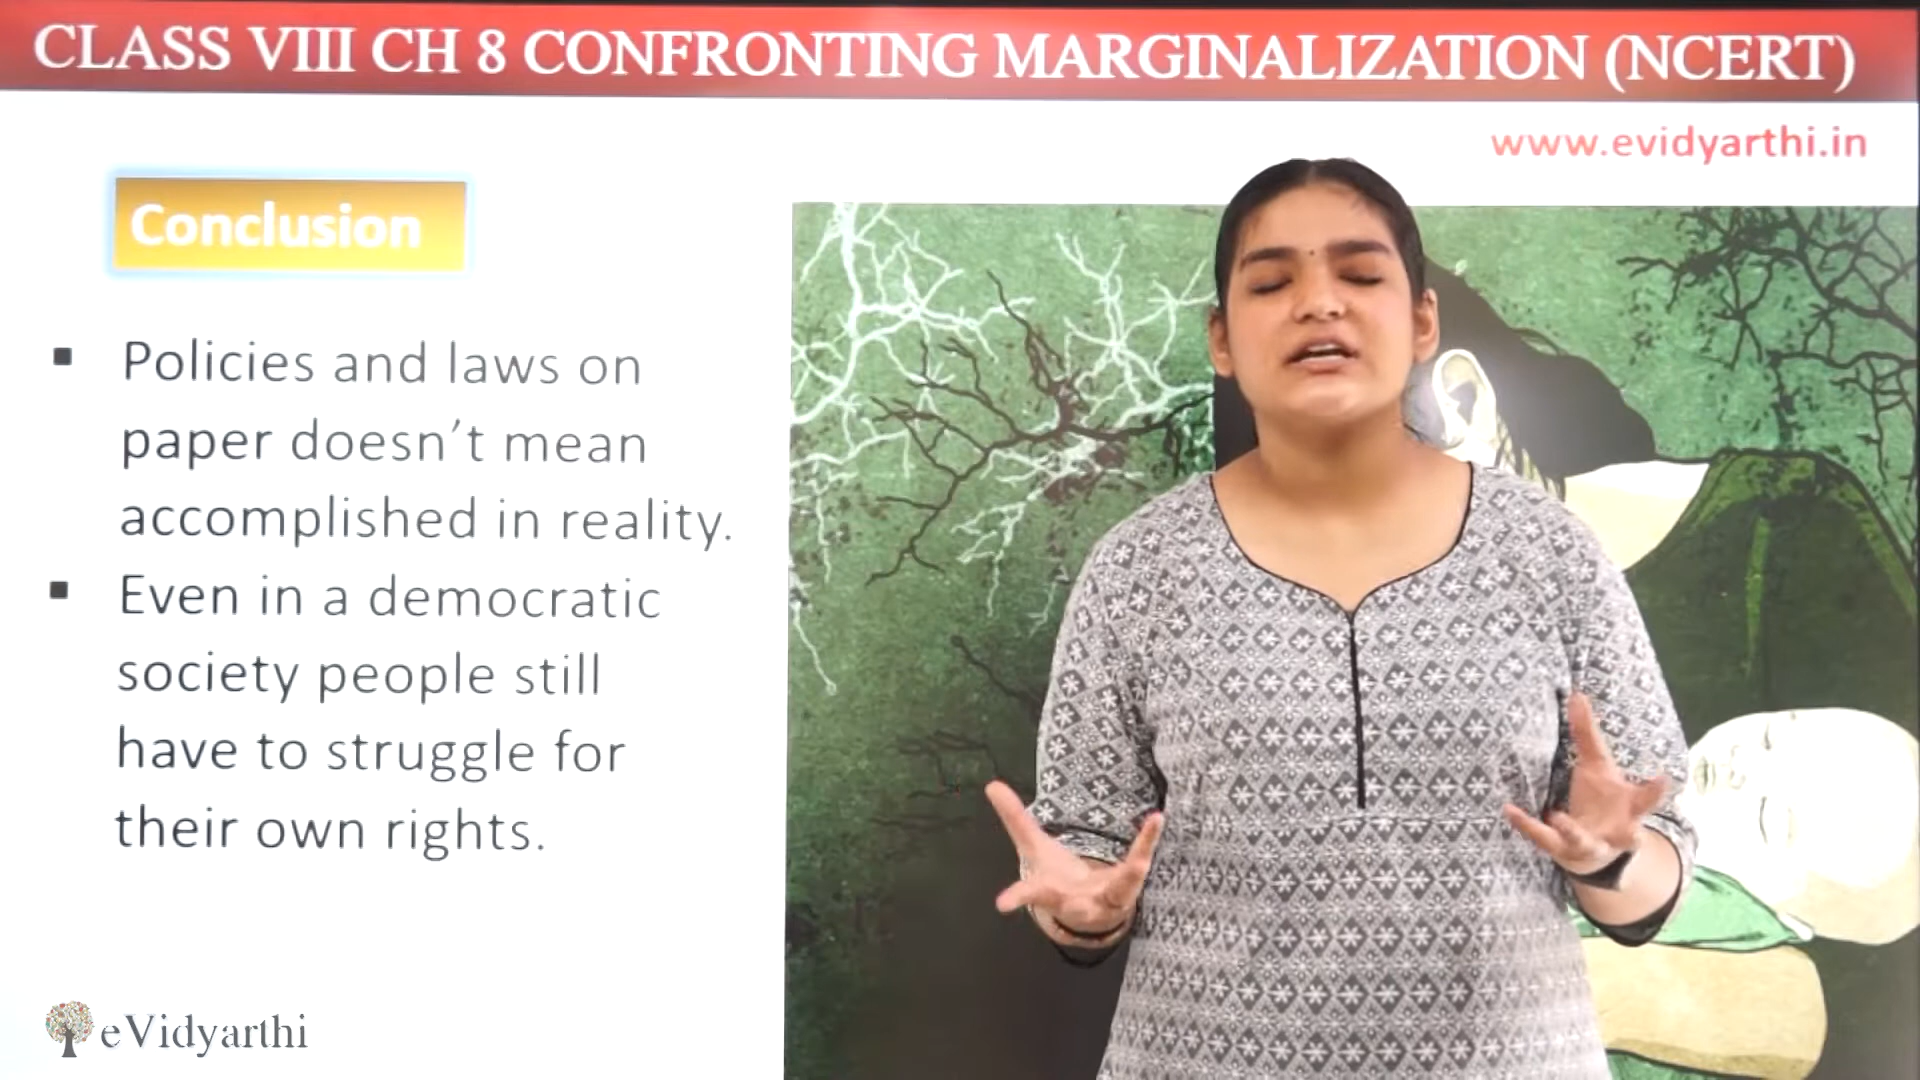 CLASS VIII CH 8 CONFRONTING MARGINALIZATION (NCERT)
www.evidyarthi.in
Conclusion
▪ Policies and laws on
paper doesn’t mean
accomplished in reality.
▪ Even in a democratic
society people still
have to struggle for
their own rights.
eVidyarthi